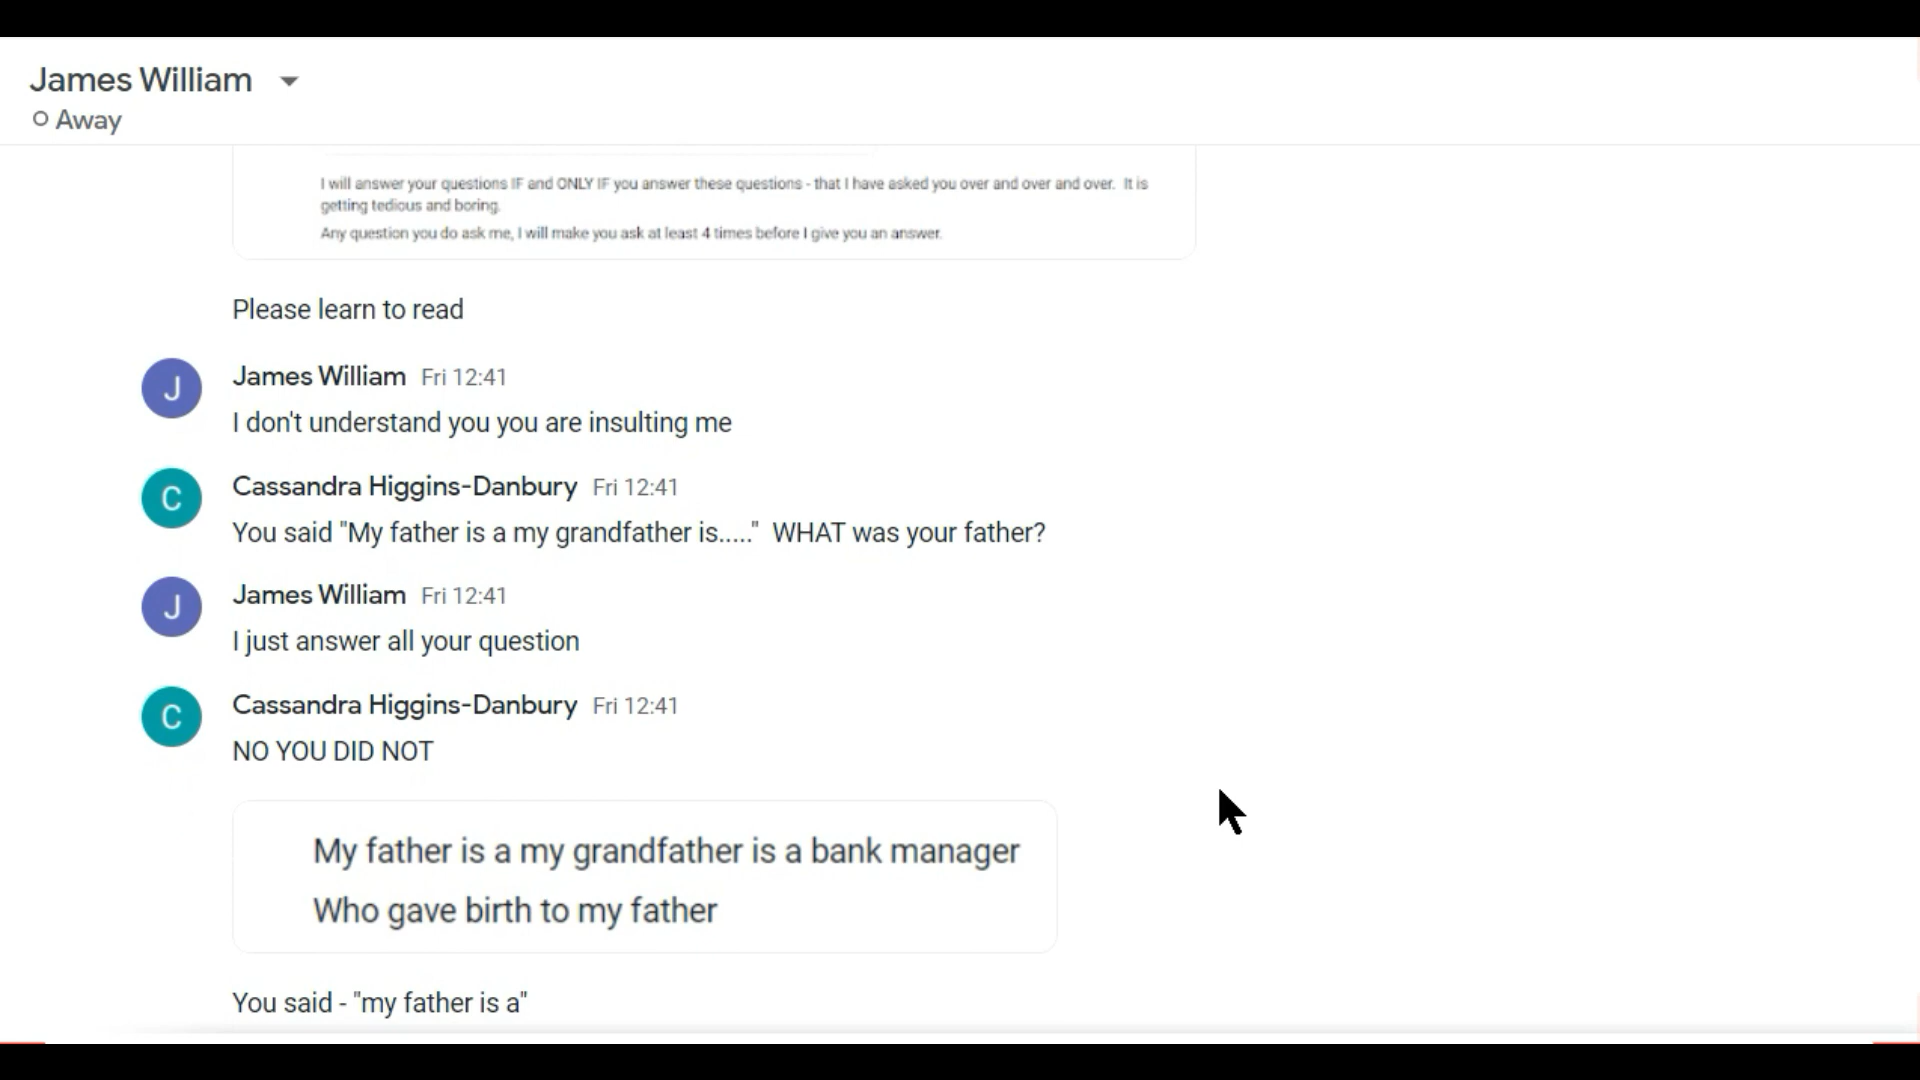 James William
Away
I will answer your questions IF and ONLY IF you answer these questions - that I have asked you over and over and over. It is
getting tedious and boring.
Any question you do ask me, I will make you ask at least 4 times before I give you an answer.
Please learn to read
J
James William Fri 12:41
I don't understand you you are insulting me
C
Cassandra Higgins-Danbury Fri 12:41
You said "My father is a my grandfather is....." WHAT was your father?
J
James William Fri 12:41
I just answer all your question
C
Cassandra Higgins-Danbury Fri 12:41
NO YOU DID NOT
My father is a my grandfather is a bank manager
Who gave birth to my father
You said - "my father is a"